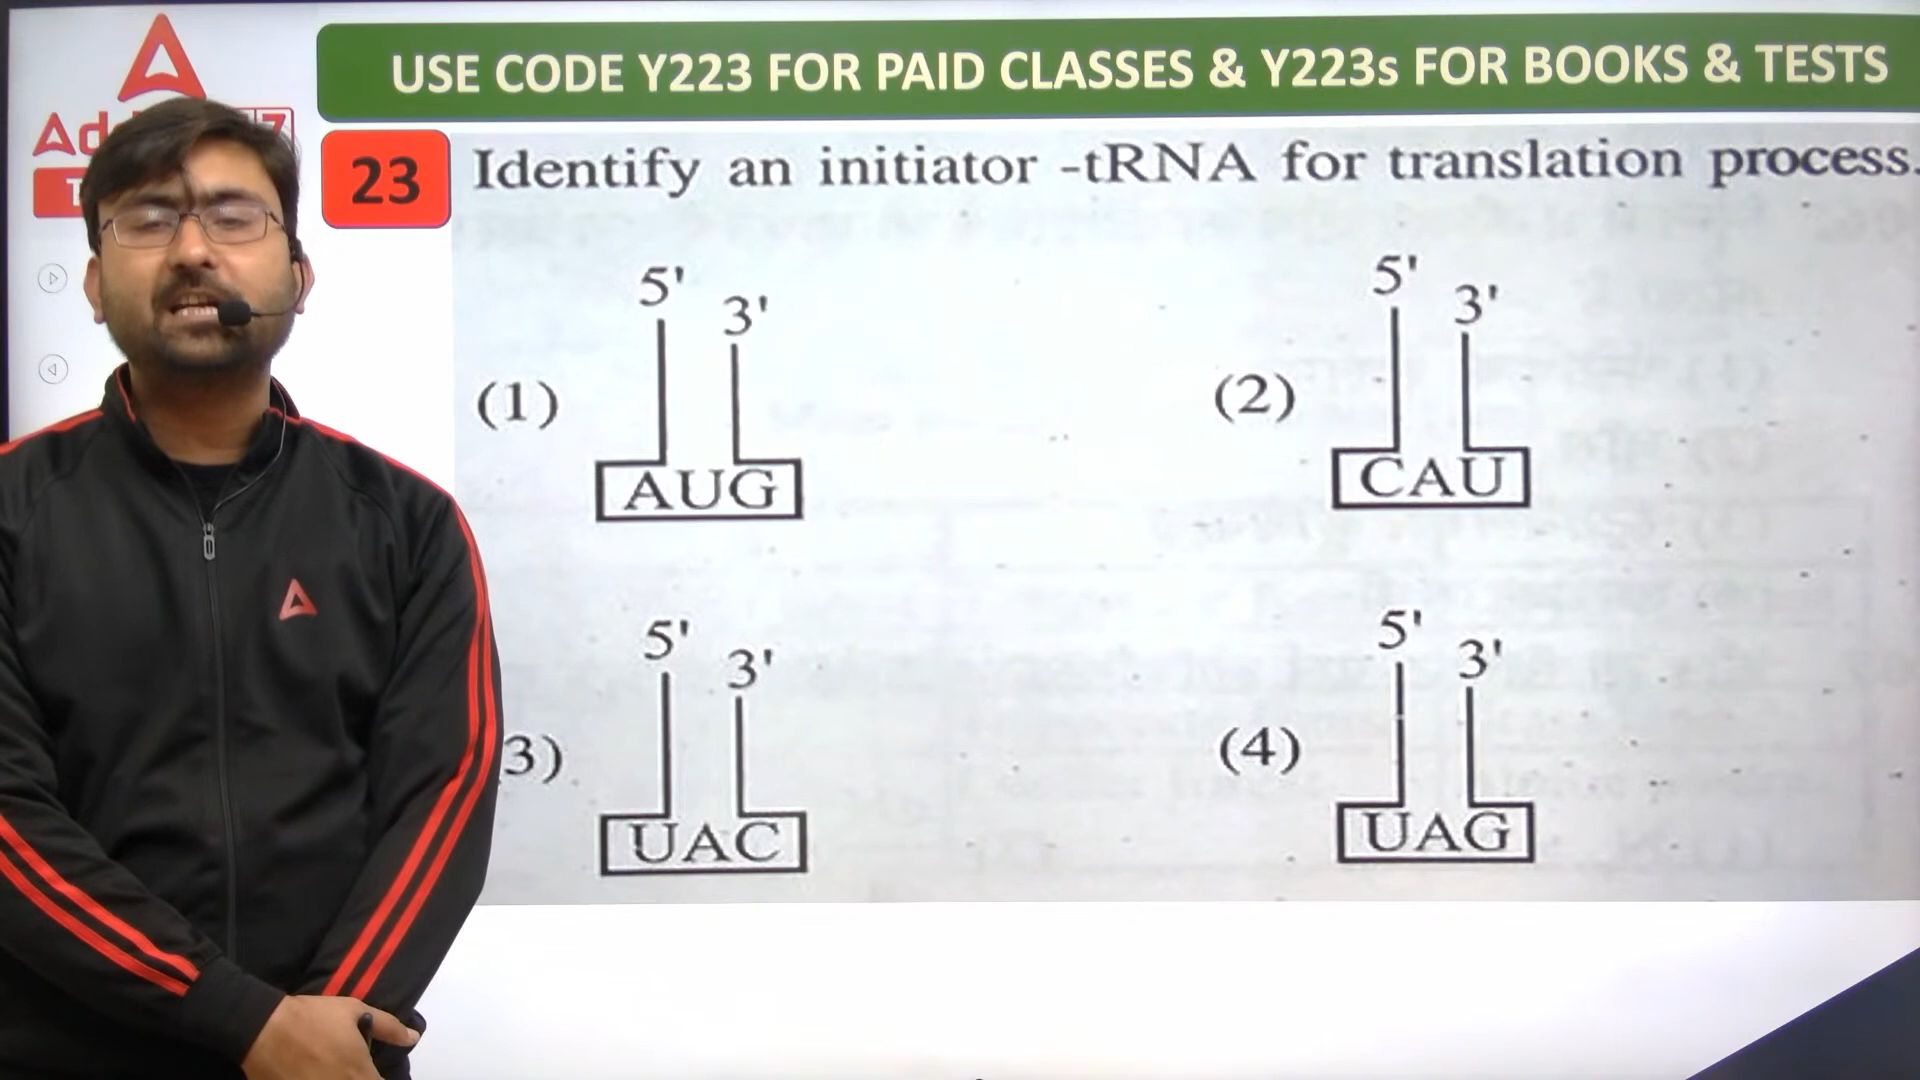 USE CODE Y223 FOR PAID CLASSES & Y223s FOR BOOKS & TESTS
23
Identify an initiator -tRNA for translation process.
5'
3'
(1)
AUG
5'
3'
(2)
CAU
5'
3'
3)
UAC
5'
3'
(4)
UAG